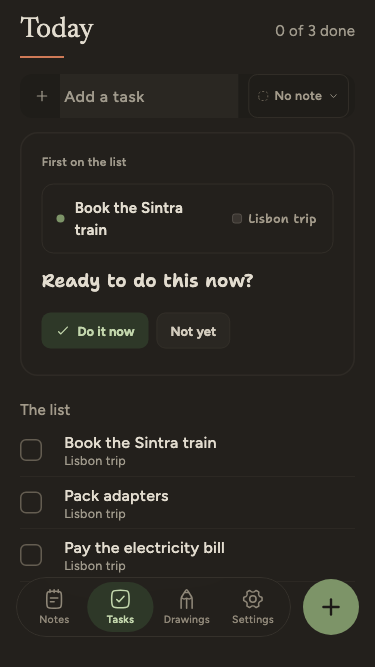 Today
0 of 3 done
Add a task
No note
First on the list
Book the Sintra
train
Lisbon trip
Ready to do this now?
Do it now
Not yet
The list
Book the Sintra train
Lisbon trip
Pack adapters
Lisbon trip
Pay the electricity bill
Lisbon trip
Notes
Tasks
Drawings
Settings